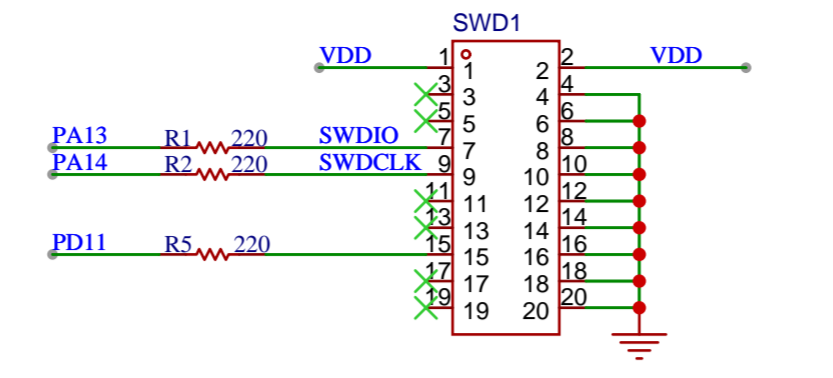 SWD1
VDD 1 1 2 2 VDD
3 3 4 4
5 5 6 6
PA13 R1 220 SWDIO 7 7 8 8
PA14 R2 220 SWDCLK 9 9 10 10
11 11 12 12
13 13 14 14
PD11 R5 220 15 15 16 16
17 17 18 18
19 19 20 20